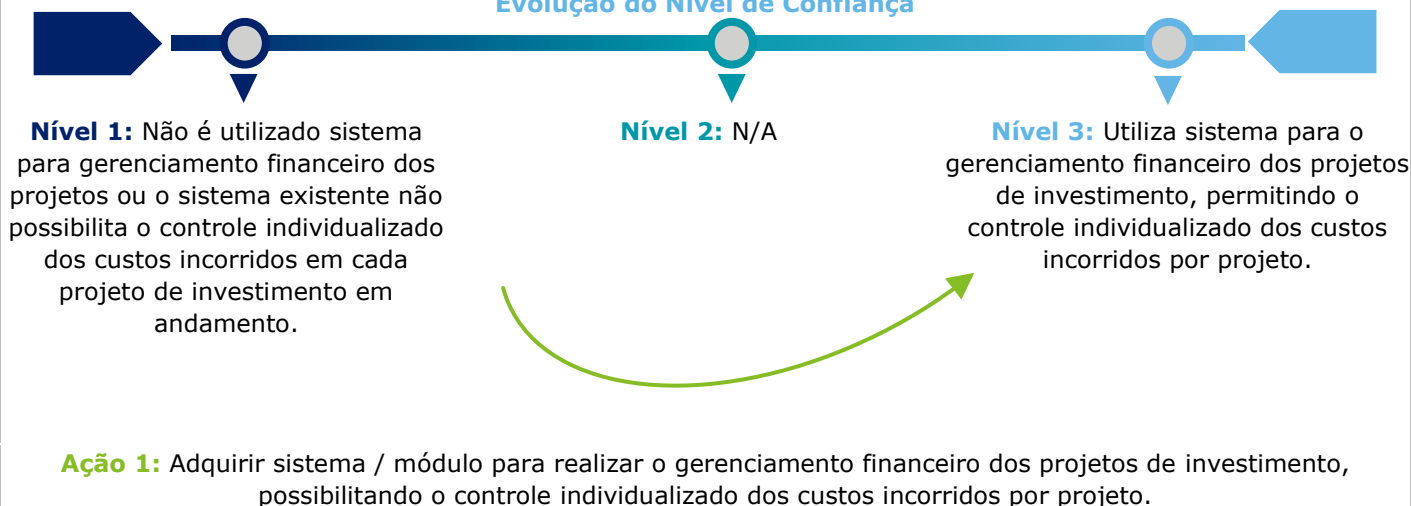 Evolução do Nível de Confiança
Nível 1: Não é utilizado sistema
para gerenciamento financeiro dos
projetos ou o sistema existente não
possibilita o controle individualizado
dos custos incorridos em cada
projeto de investimento em
andamento.
Nível 2: N/A
Nível 3: Utiliza sistema para o
gerenciamento financeiro dos projetos
de investimento, permitindo o
controle individualizado dos custos
incorridos por projeto.
Ação 1: Adquirir sistema / módulo para realizar o gerenciamento financeiro dos projetos de investimento,
possibilitando o controle individualizado dos custos incorridos por projeto.